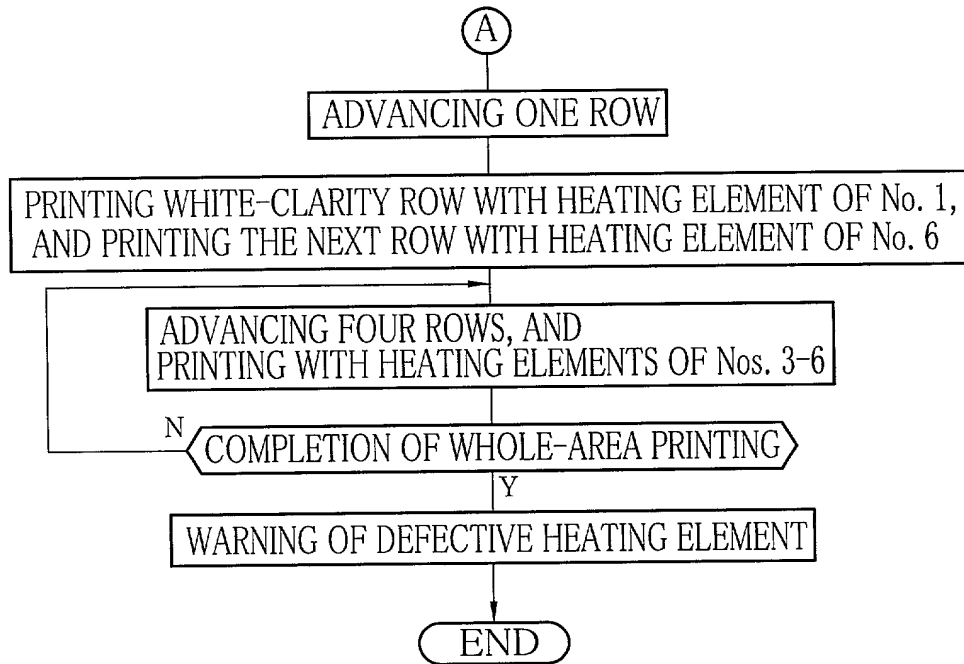 A
ADVANCING ONE ROW
PRINTING WHITE-CLARITY ROW WITH HEATING ELEMENT OF No. 1,
AND PRINTING THE NEXT ROW WITH HEATING ELEMENT OF No. 6
ADVANCING FOUR ROWS, AND
PRINTING WITH HEATING ELEMENTS OF Nos. 3-6
N
COMPLETION OF WHOLE-AREA PRINTING
Y
WARNING OF DEFECTIVE HEATING ELEMENT
END